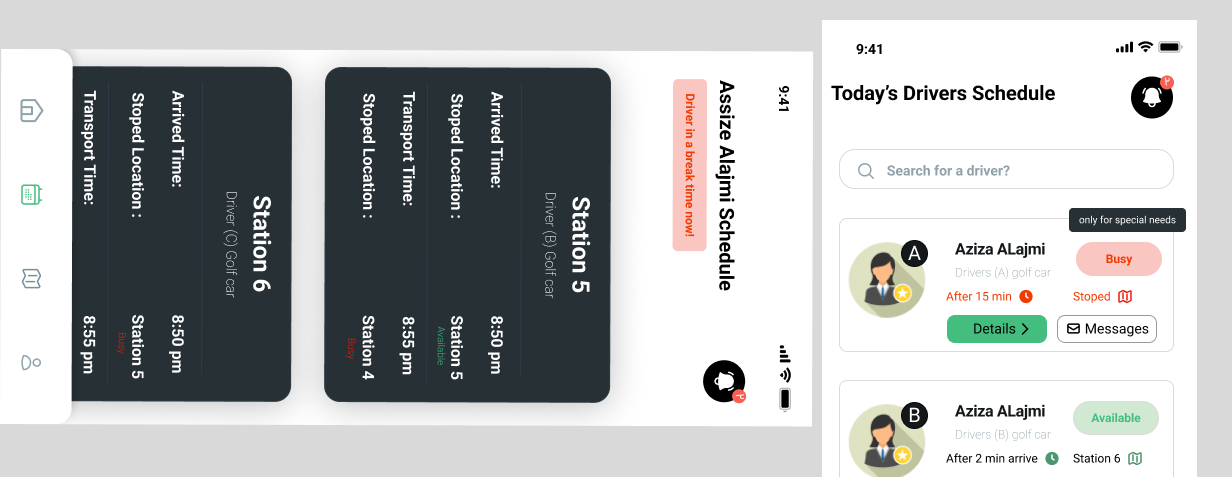 9:41
Assize Alajmi Schedule
٢
Driver in a break time now!
Station 5
Driver (B) Golf car
Arrived Time: 8:50 pm
Stoped Location : Station 5
Available
Transport Time: 8:55 pm
Stoped Location : Station 4
Busy
Station 6
Driver (C) Golf car
Arrived Time: 8:50 pm
Stoped Location : Station 5
Busy
Transport Time: 8:55 pm
9:41
Today's Drivers Schedule
٢
Search for a driver?
only for special needs
A
Aziza ALajmi
Busy
Drivers (A) golf car
After 15 min
Stoped
Details
Messages
B
Aziza ALajmi
Available
Drivers (B) golf car
After 2 min arrive
Station 6